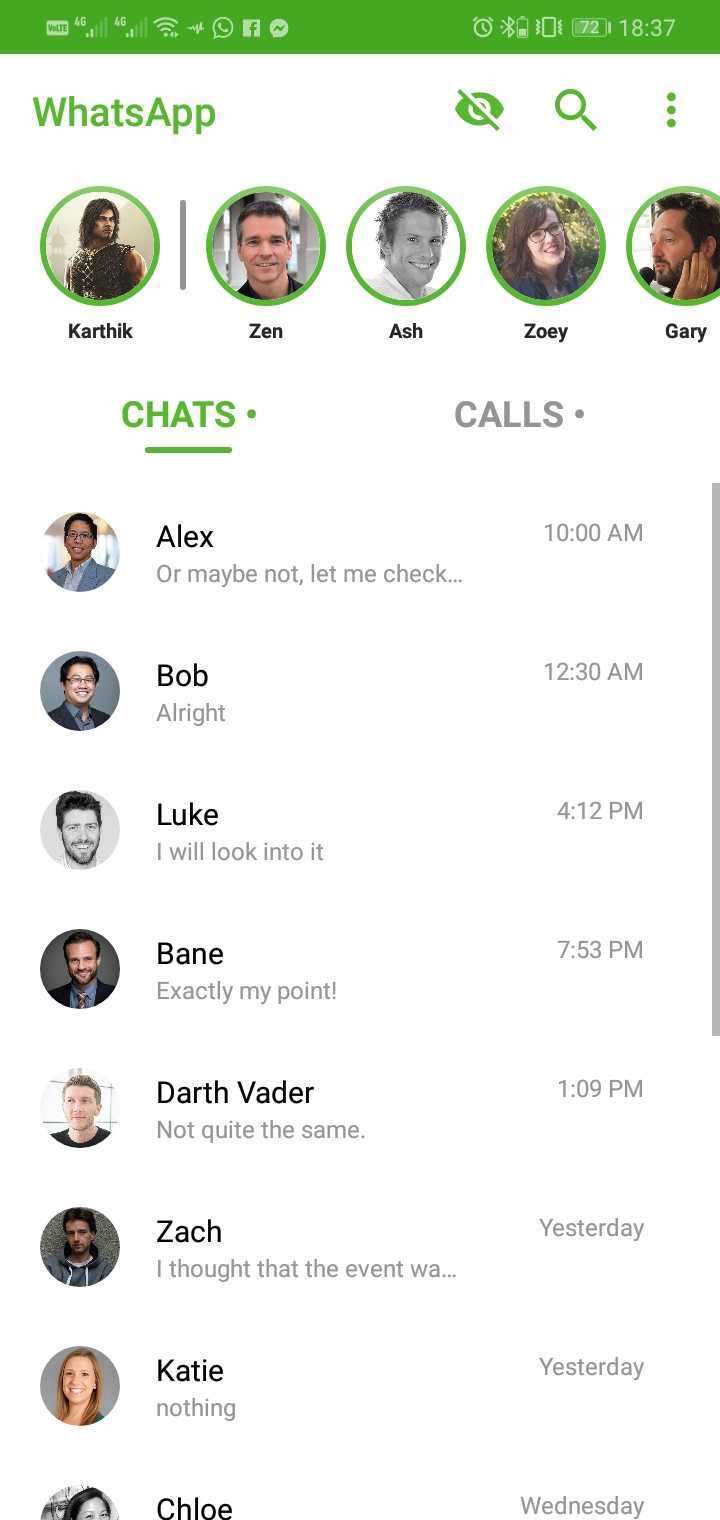 VoLTE 4G 4G 72 18:37
WhatsApp
Karthik Zen Ash Zoey Gary
CHATS • CALLS •
Alex 10:00 AM
Or maybe not, let me check...
Bob 12:30 AM
Alright
Luke 4:12 PM
I will look into it
Bane 7:53 PM
Exactly my point!
Darth Vader 1:09 PM
Not quite the same.
Zach Yesterday
I thought that the event wa...
Katie Yesterday
nothing
Chloe Wednesday